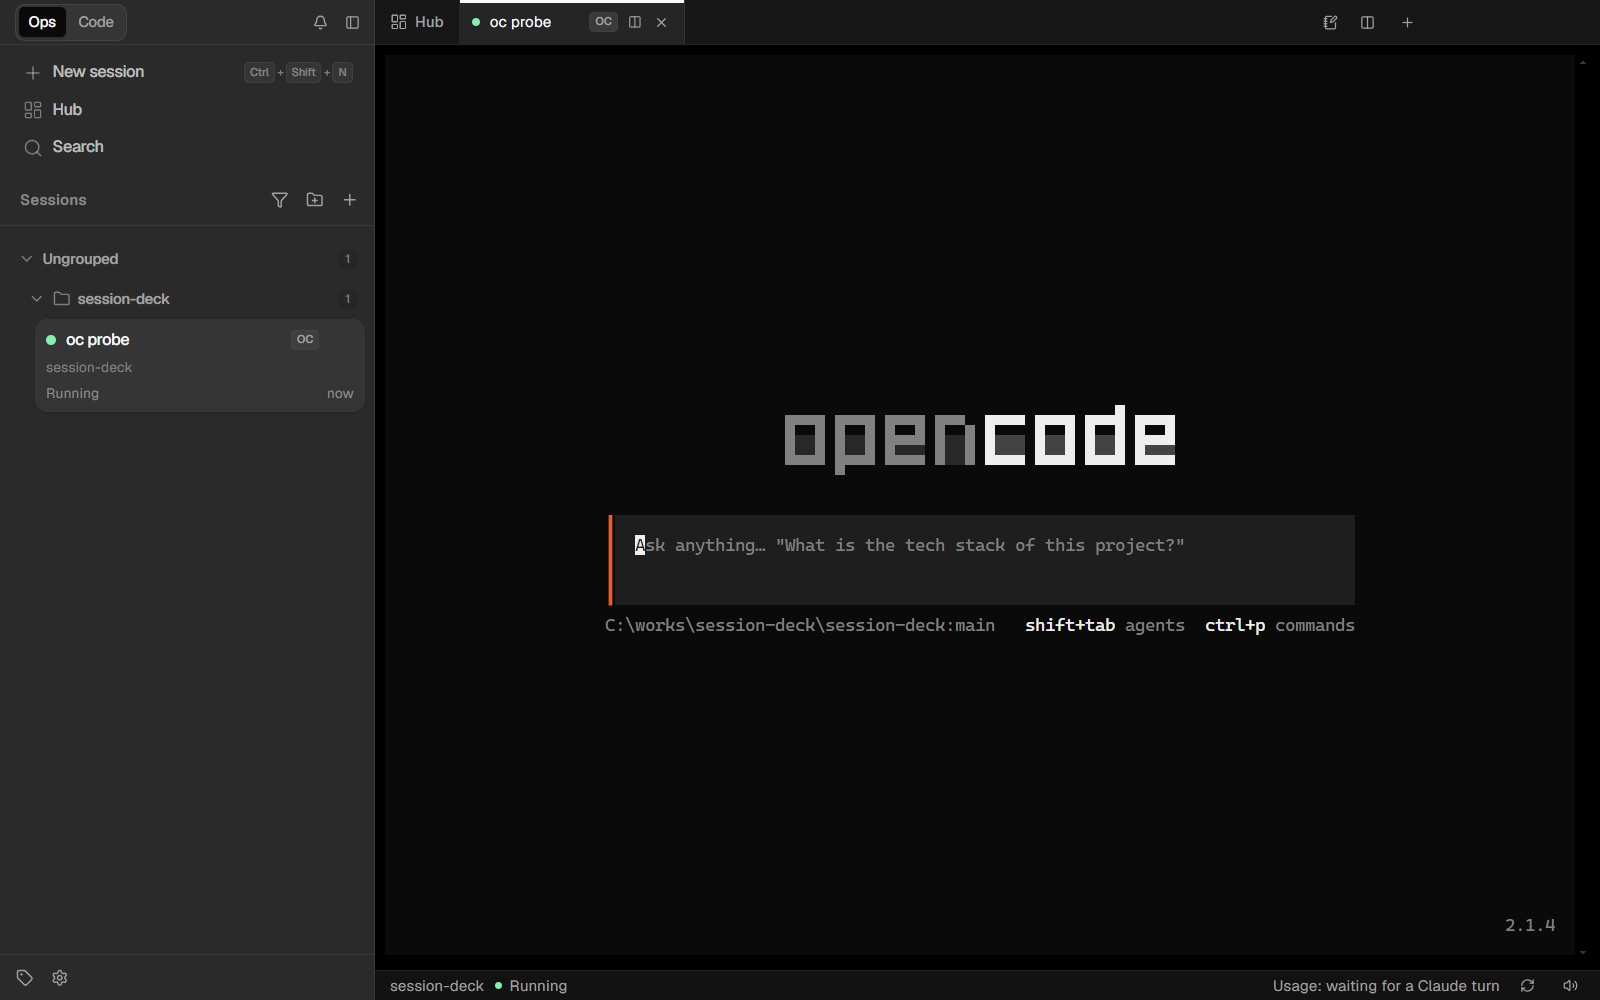 Ops Code
New session Ctrl + Shift + N
Hub
Search
Sessions
Ungrouped 1
session-deck 1
oc probe OC
session-deck
Running now
Hub
oc probe OC
opencode
Ask anything… "What is the tech stack of this project?"
C:\works\session-deck\session-deck:main shift+tab agents ctrl+p commands
2.1.4
session-deck Running
Usage: waiting for a Claude turn